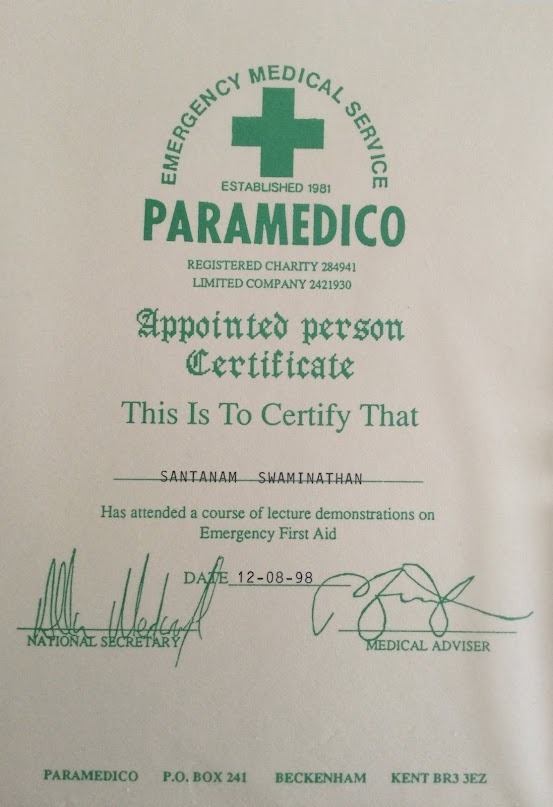 EMERGENCY MEDICAL SERVICE
ESTABLISHED 1981
PARAMEDICO
REGISTERED CHARITY 284941
LIMITED COMPANY 2421930
Appointed person
Certificate
This Is To Certify That
SANTANAM SWAMINATHAN
Has attended a course of lecture demonstrations on
Emergency First Aid
DATE 12-08-98
NATIONAL SECRETARY MEDICAL ADVISER
PARAMEDICO P.O. BOX 241 BECKENHAM KENT BR3 3EZ